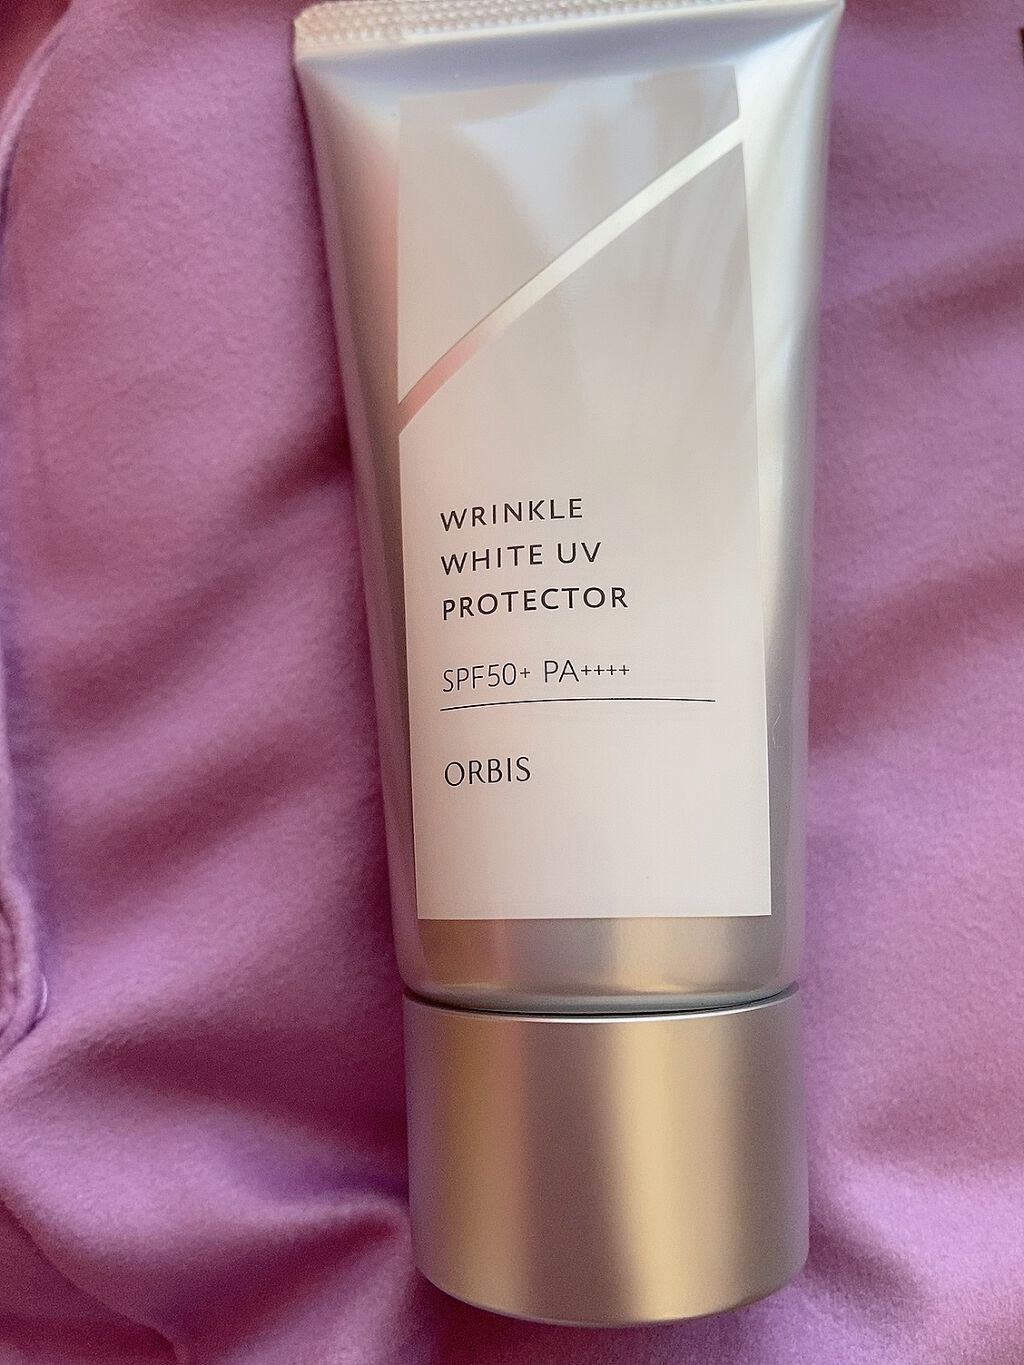 WRINKLE
WHITE UV
PROTECTOR
SPF50+ PA++++
ORBIS